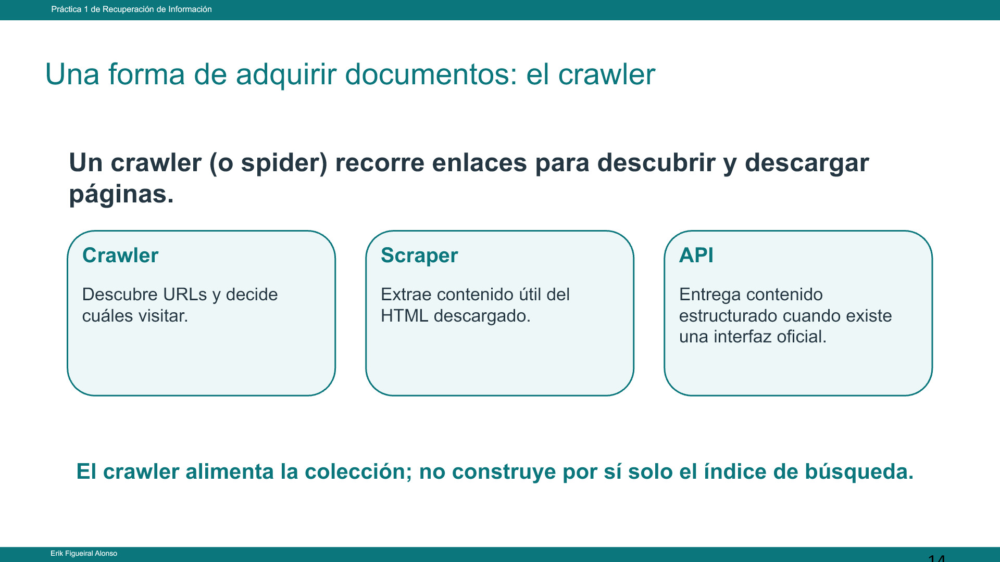 Práctica 1 de Recuperación de Información
Una forma de adquirir documentos: el crawler
Un crawler (o spider) recorre enlaces para descubrir y descargar
páginas.
Crawler
Descubre URLs y decide
cuáles visitar.
Scraper
Extrae contenido útil del
HTML descargado.
API
Entrega contenido
estructurado cuando existe
una interfaz oficial.
El crawler alimenta la colección; no construye por sí solo el índice de búsqueda.
Erik Figueiral Alonso
14